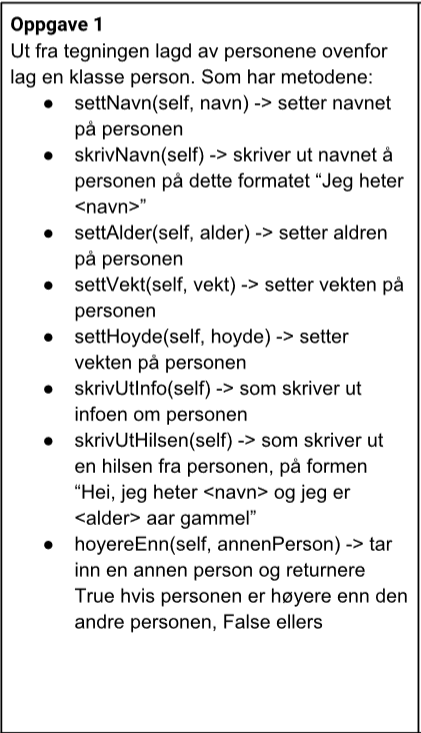 Oppgave 1
Ut fra tegningen lagd av personene ovenfor
lag en klasse person. Som har metodene:
● settNavn(self, navn) -> setter navnet
på personen
● skrivNavn(self) -> skriver ut navnet å
personen på dette formatet “Jeg heter
<navn>”
● settAlder(self, alder) -> setter aldren
på personen
● settVekt(self, vekt) -> setter vekten på
personen
● settHoyde(self, hoyde) -> setter
vekten på personen
● skrivUtInfo(self) -> som skriver ut
infoen om personen
● skrivUtHilsen(self) -> som skriver ut
en hilsen fra personen, på formen
“Hei, jeg heter <navn> og jeg er
<alder> aar gammel”
● hoyereEnn(self, annenPerson) -> tar
inn en annen person og returnere
True hvis personen er høyere enn den
andre personen, False ellers